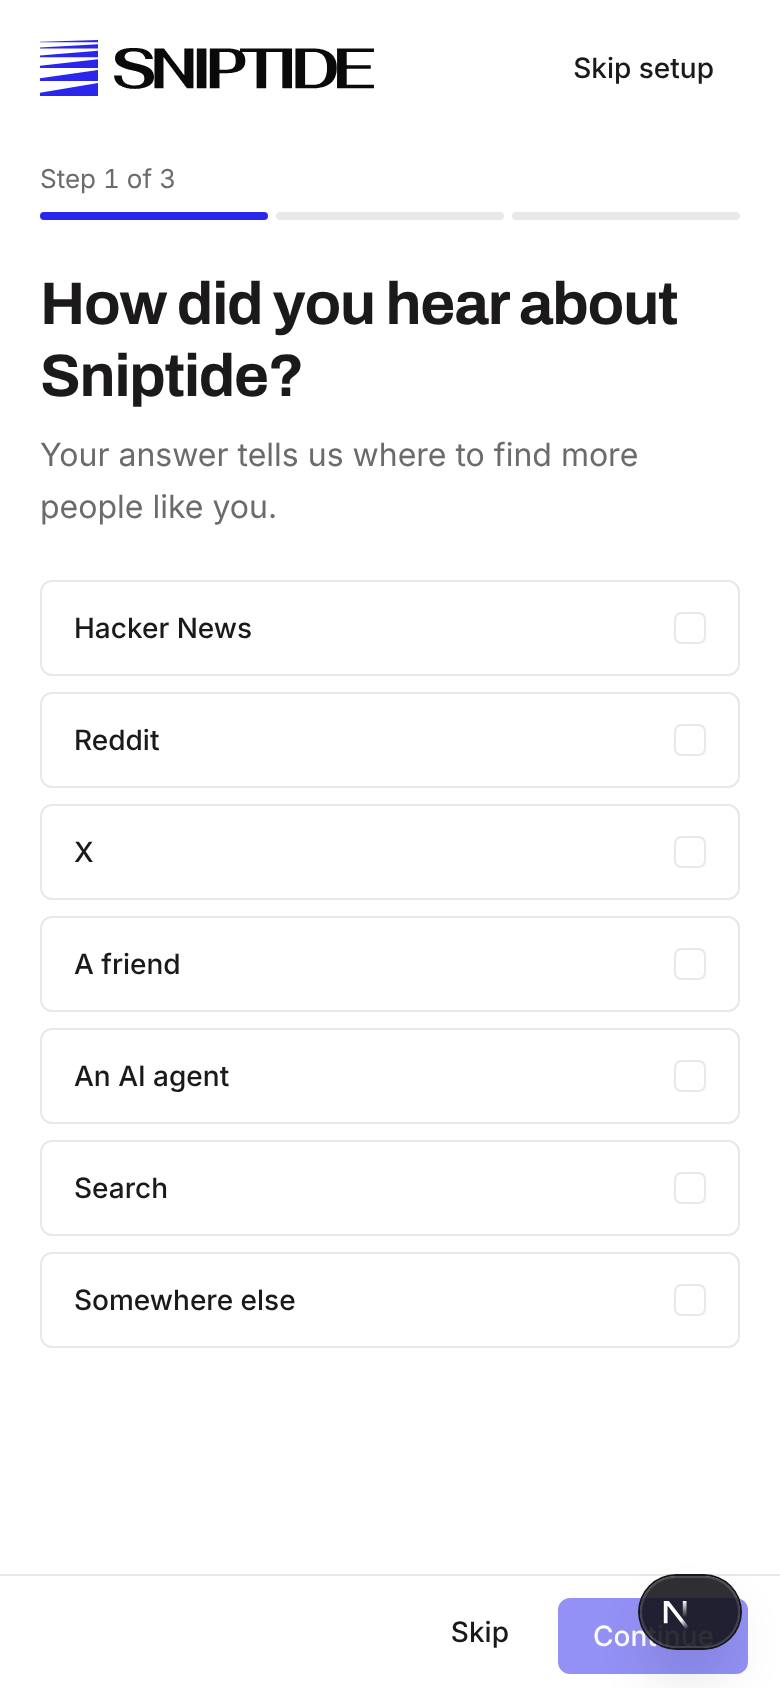 SNIPTIDE
Skip setup
Step 1 of 3
How did you hear about
Sniptide?
Your answer tells us where to find more
people like you.
Hacker News
Reddit
X
A friend
An AI agent
Search
Somewhere else
Skip
Continue
N